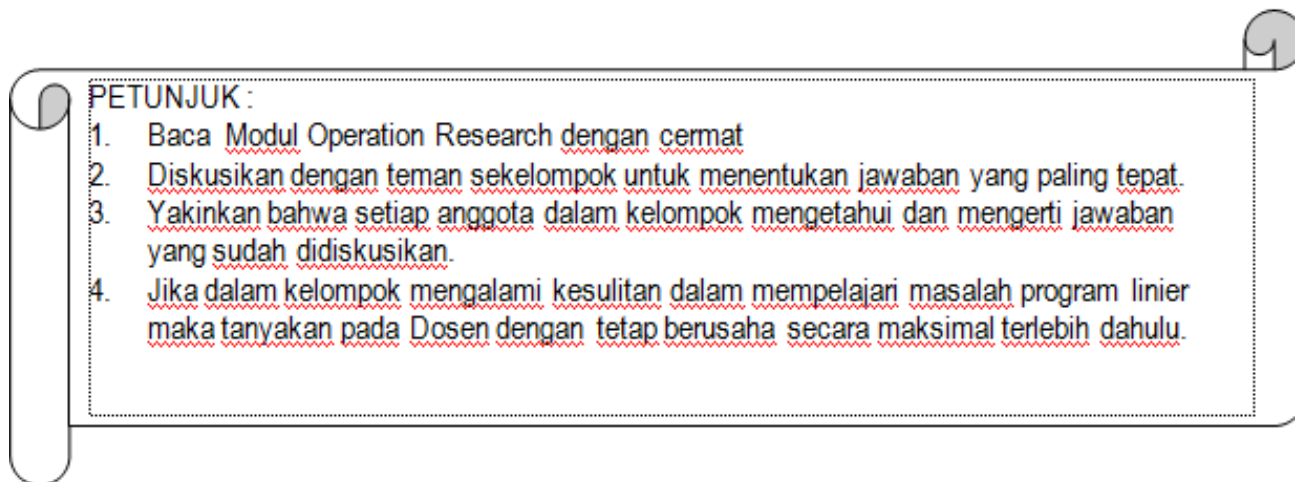 PETUNJUK :
1. Baca Modul Operation Research dengan cermat
2. Diskusikan dengan teman sekelompok untuk menentukan jawaban yang paling tepat.
3. Yakinkan bahwa setiap anggota dalam kelompok mengetahui dan mengerti jawaban
yang sudah didiskusikan.
4. Jika dalam kelompok mengalami kesulitan dalam mempelajari masalah program linier
maka tanyakan pada Dosen dengan tetap berusaha secara maksimal terlebih dahulu.